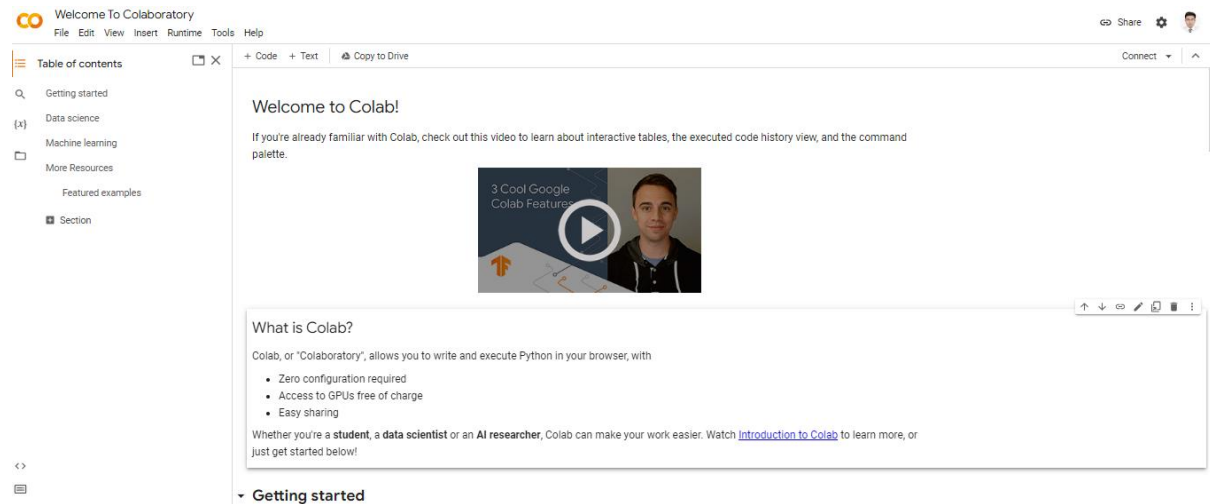 Welcome To Colaboratory
File Edit View Insert Runtime Tools Help
Share
Table of contents
Getting started
Data science
Machine learning
More Resources
Featured examples
Section
+ Code + Text Copy to Drive
Connect
Welcome to Colab!
If you're already familiar with Colab, check out this video to learn about interactive tables, the executed code history view, and the command
palette.
3 Cool Google
Colab Features
What is Colab?
Colab, or "Colaboratory", allows you to write and execute Python in your browser, with
• Zero configuration required
• Access to GPUs free of charge
• Easy sharing
Whether you're a student, a data scientist or an AI researcher, Colab can make your work easier. Watch Introduction to Colab to learn more, or
just get started below!
Getting started